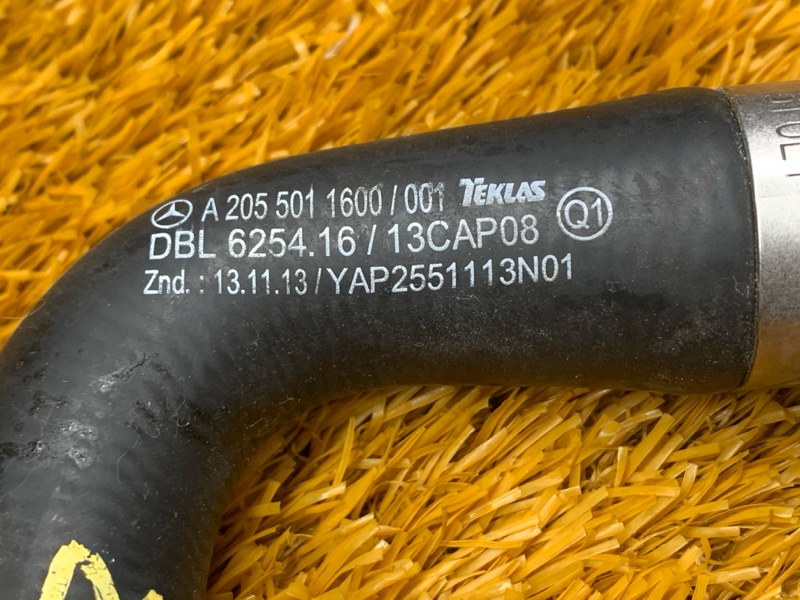 A 205 501 1600 / 001 TEKLAS Q1
DBL 6254.16 / 13CAP08
Znd. : 13.11.13 / YAP2551113N01